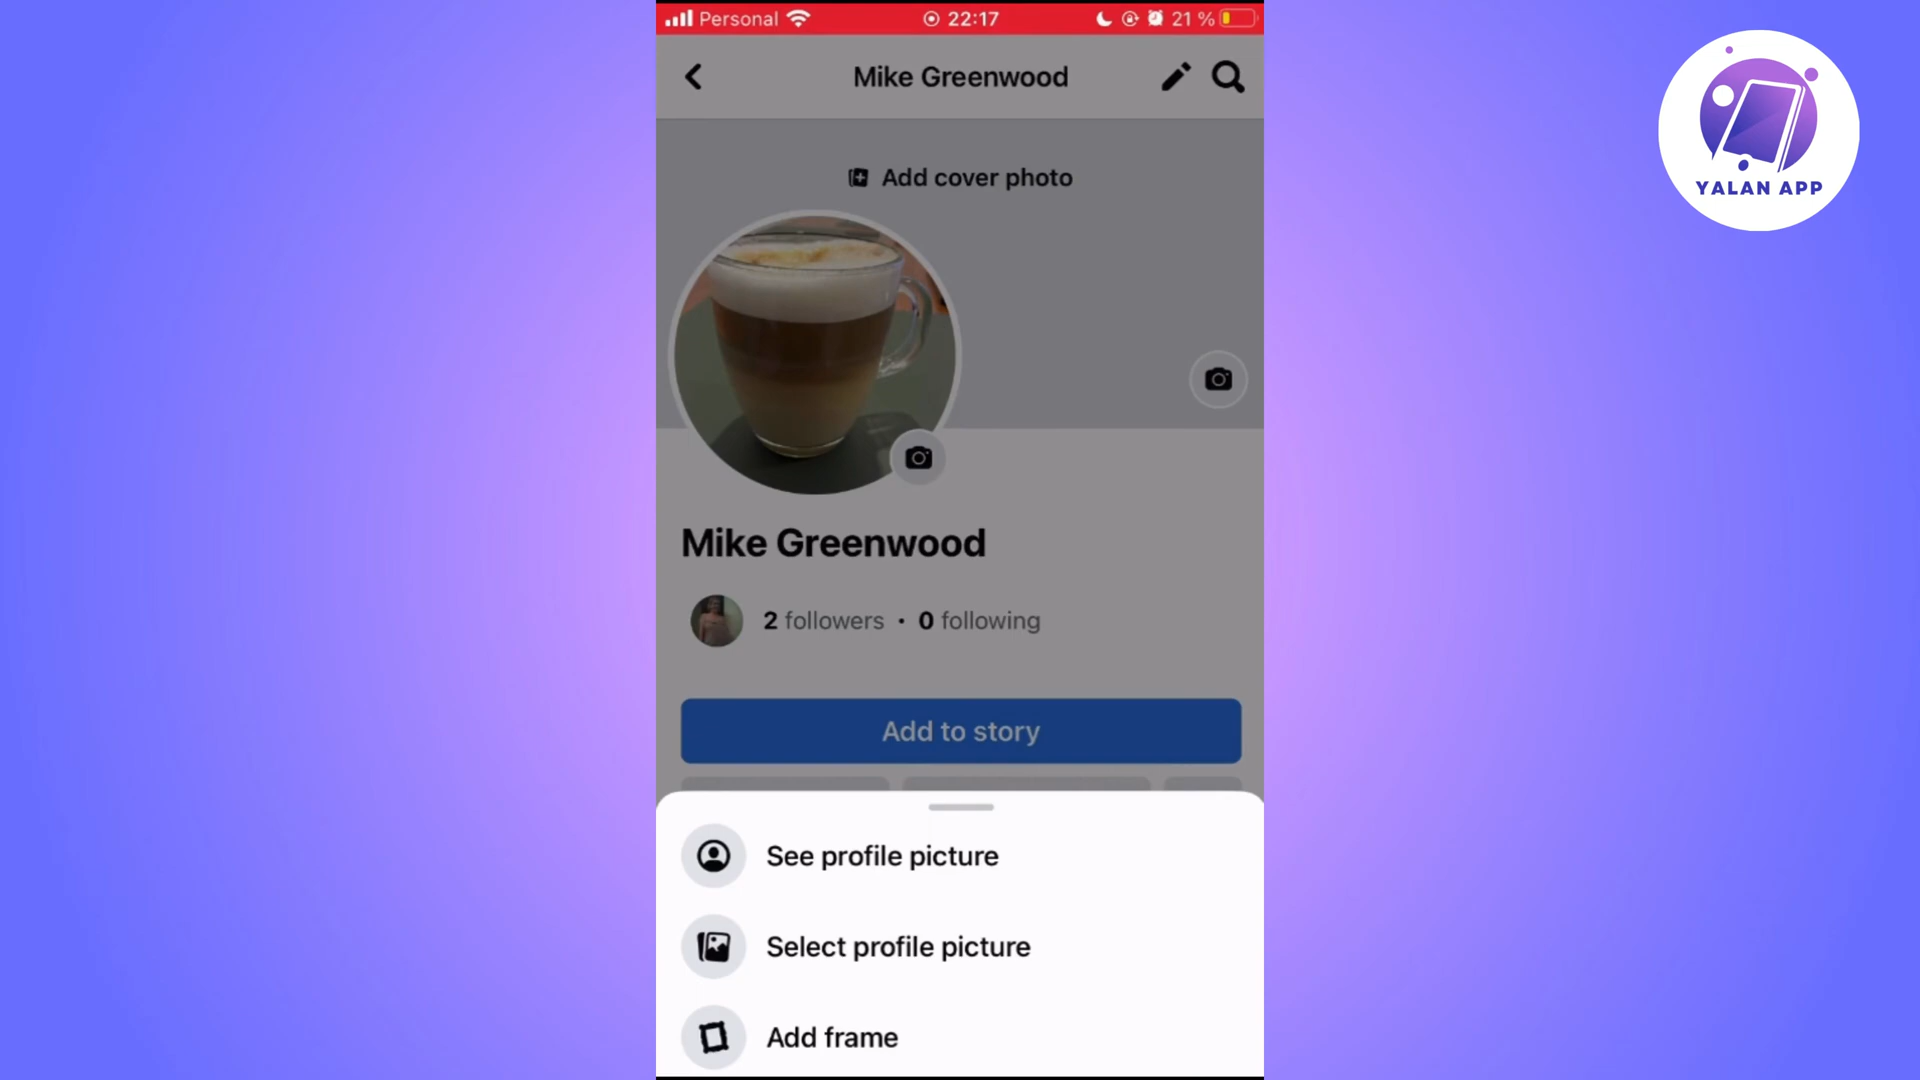 Personal 22:17 21 %
Mike Greenwood
YALAN APP
Add cover photo
Mike Greenwood
2 followers • 0 following
Add to story
See profile picture
Select profile picture
Add frame